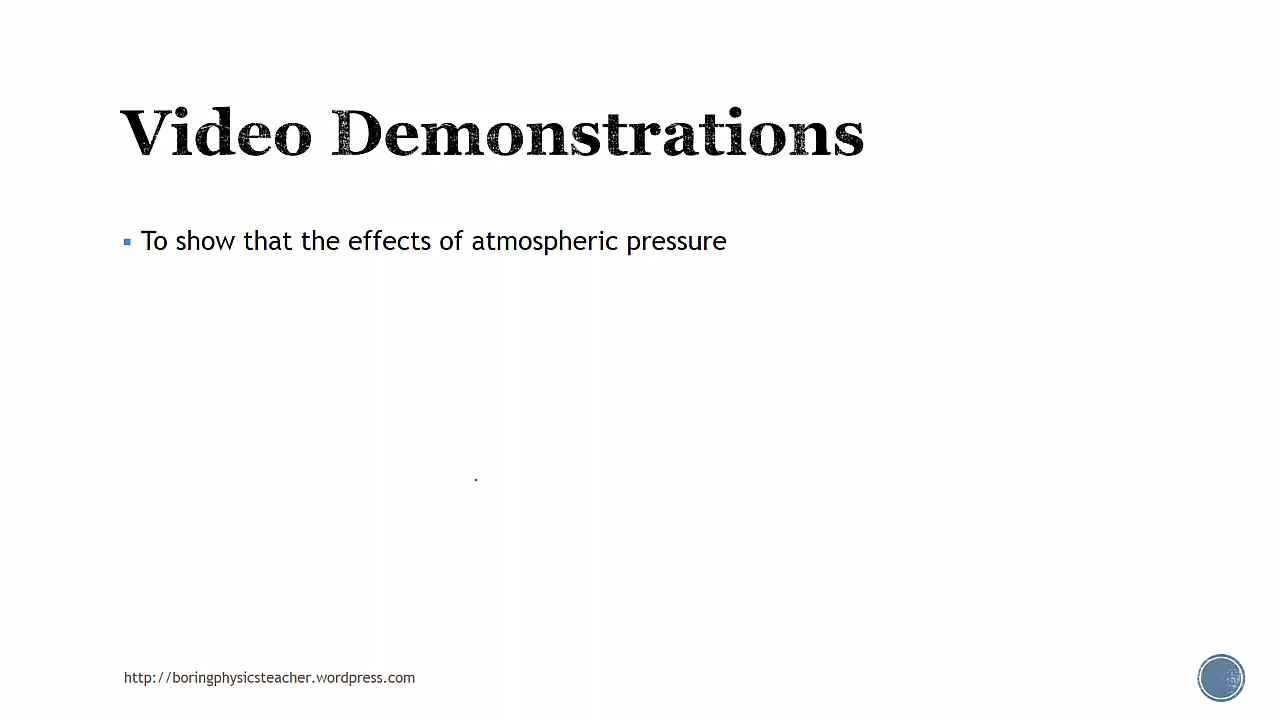 Video Demonstrations
To show that the effects of atmospheric pressure
http://boringphysicsteacher.wordpress.com